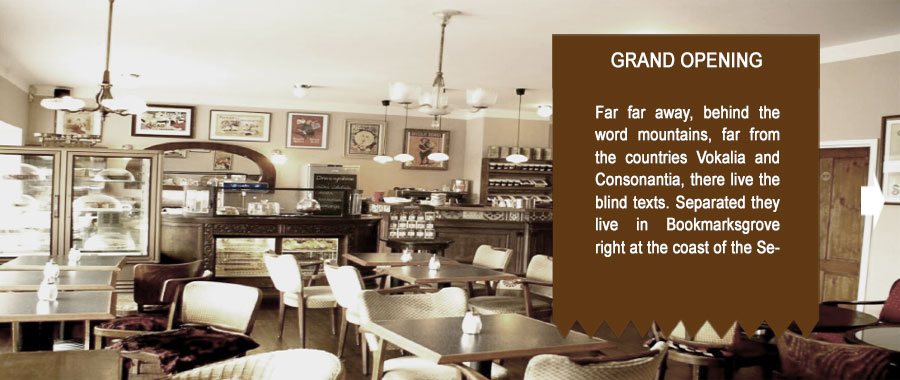 GRAND OPENING
Far far away, behind the
word mountains, far from
the countries Vokalia and
Consonantia, there live the
blind texts. Separated they
live in Bookmarksgrove
right at the coast of the Se-